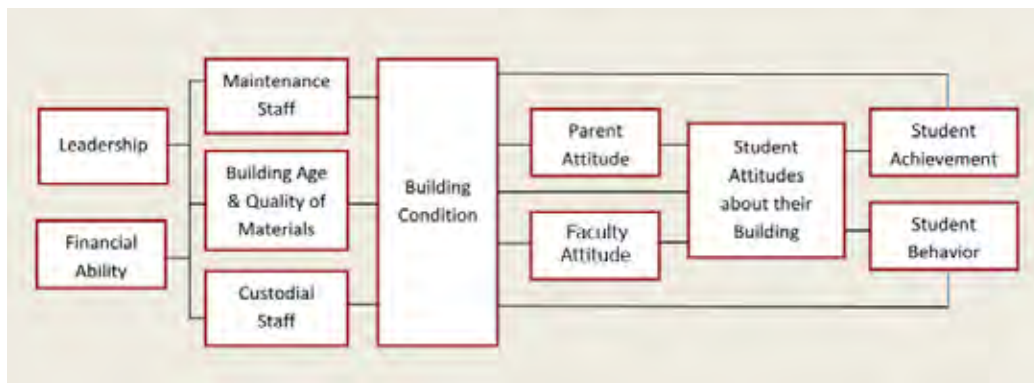 Leadership
Financial
Ability
Maintenance
Staff
Building Age
& Quality of
Materials
Custodial
Staff
Building
Condition
Parent
Attitude
Faculty
Attitude
Student
Attitudes
about their
Building
Student
Achievement
Student
Behavior